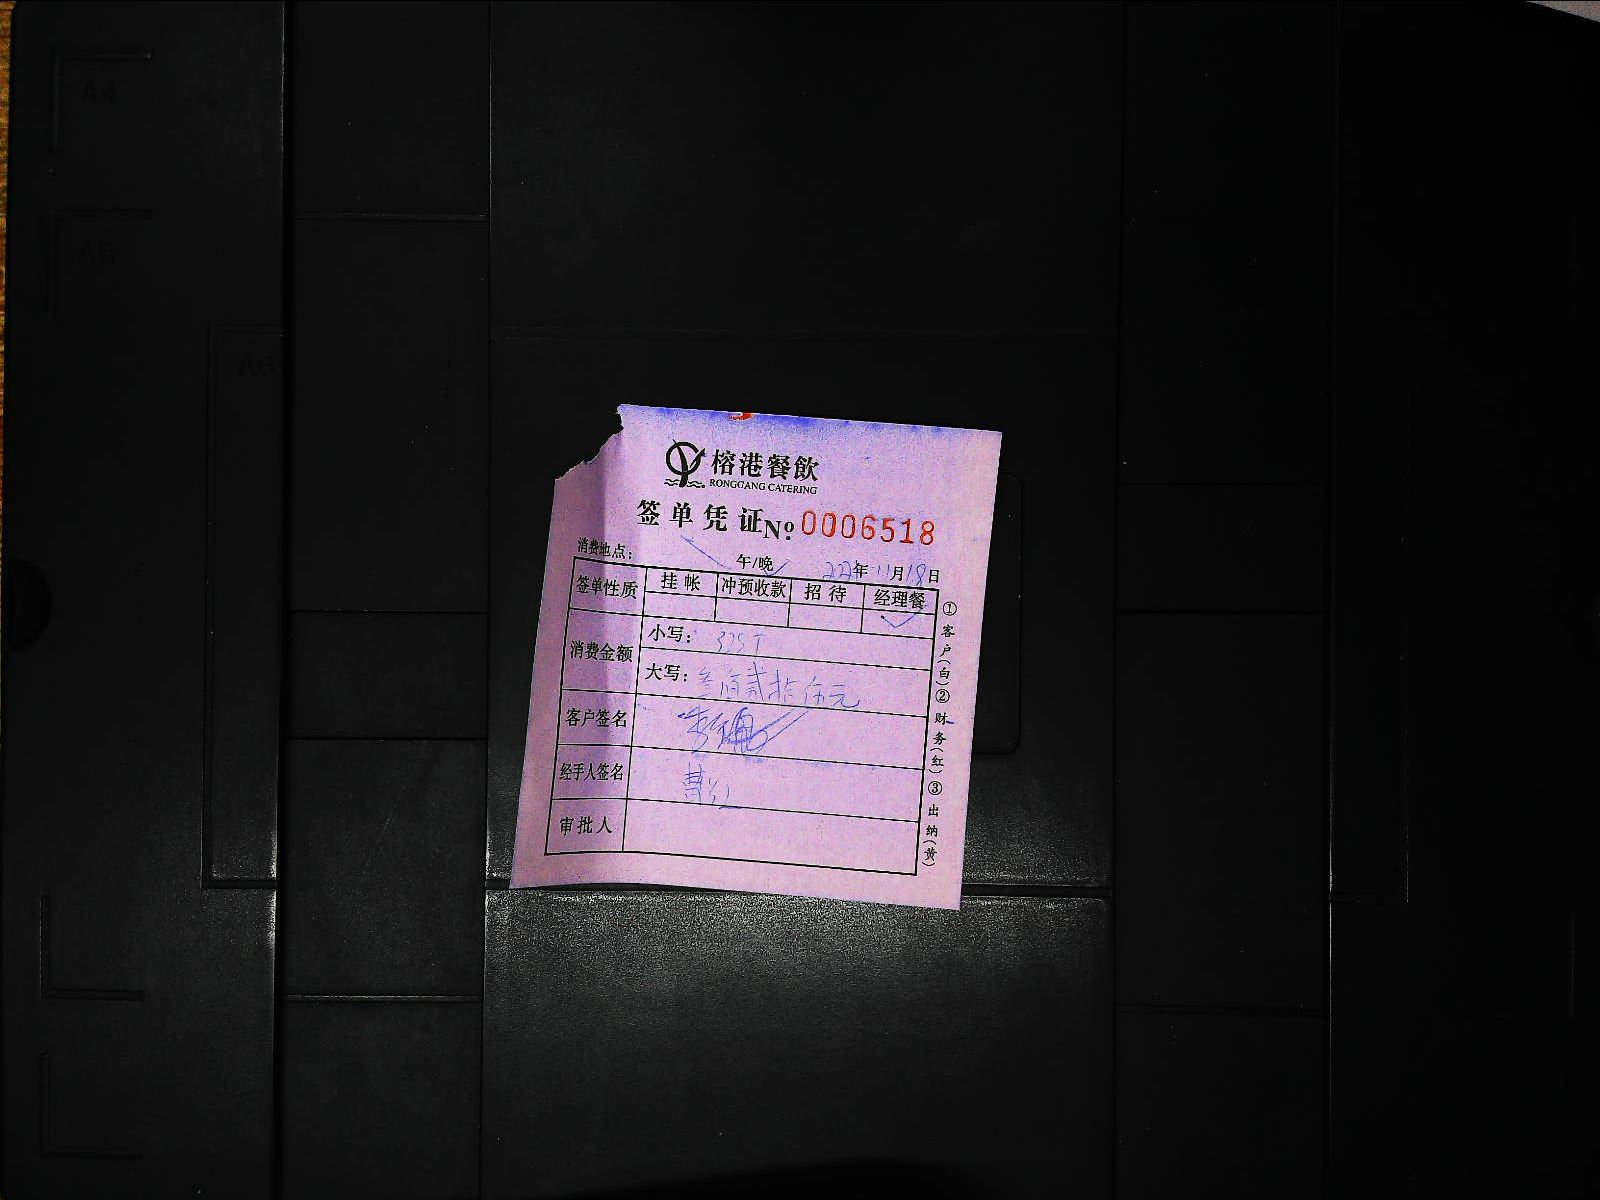 榕港餐飲
RONGGANG CATERING
签单凭证 Nº 0006518
消费地点：
午/晚 22年11月18日
签单性质 挂帐 冲预收款 招待 经理餐
消费金额
小写：325
大写：叁佰贰拾伍元
客户签名
经手人签名 曹
审批人
①客户(白)②财务(红)③出纳(黄)